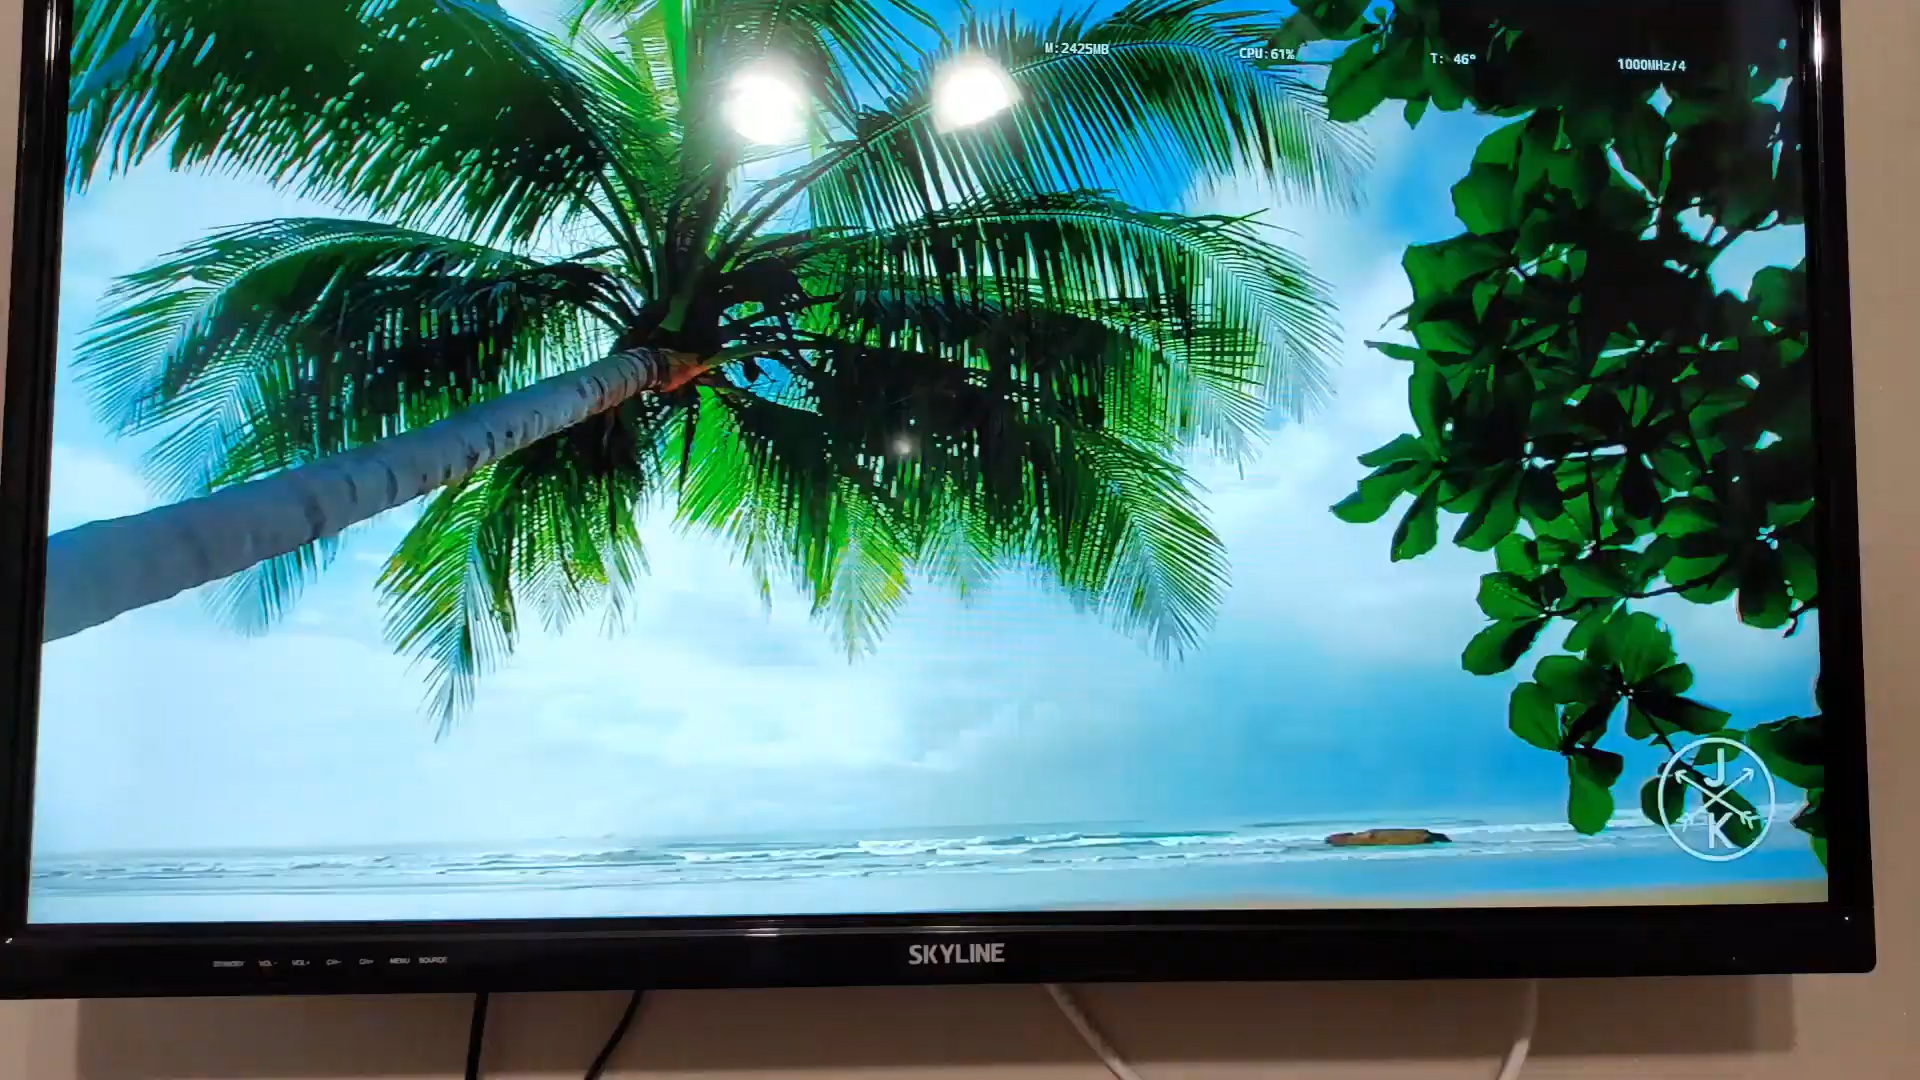 M:2425MB CPU:61% T: 46° 1000MHz/4
J
K
SKYLINE
STANDBY VOL- VOL+ CH- CH+ MENU SOURCE